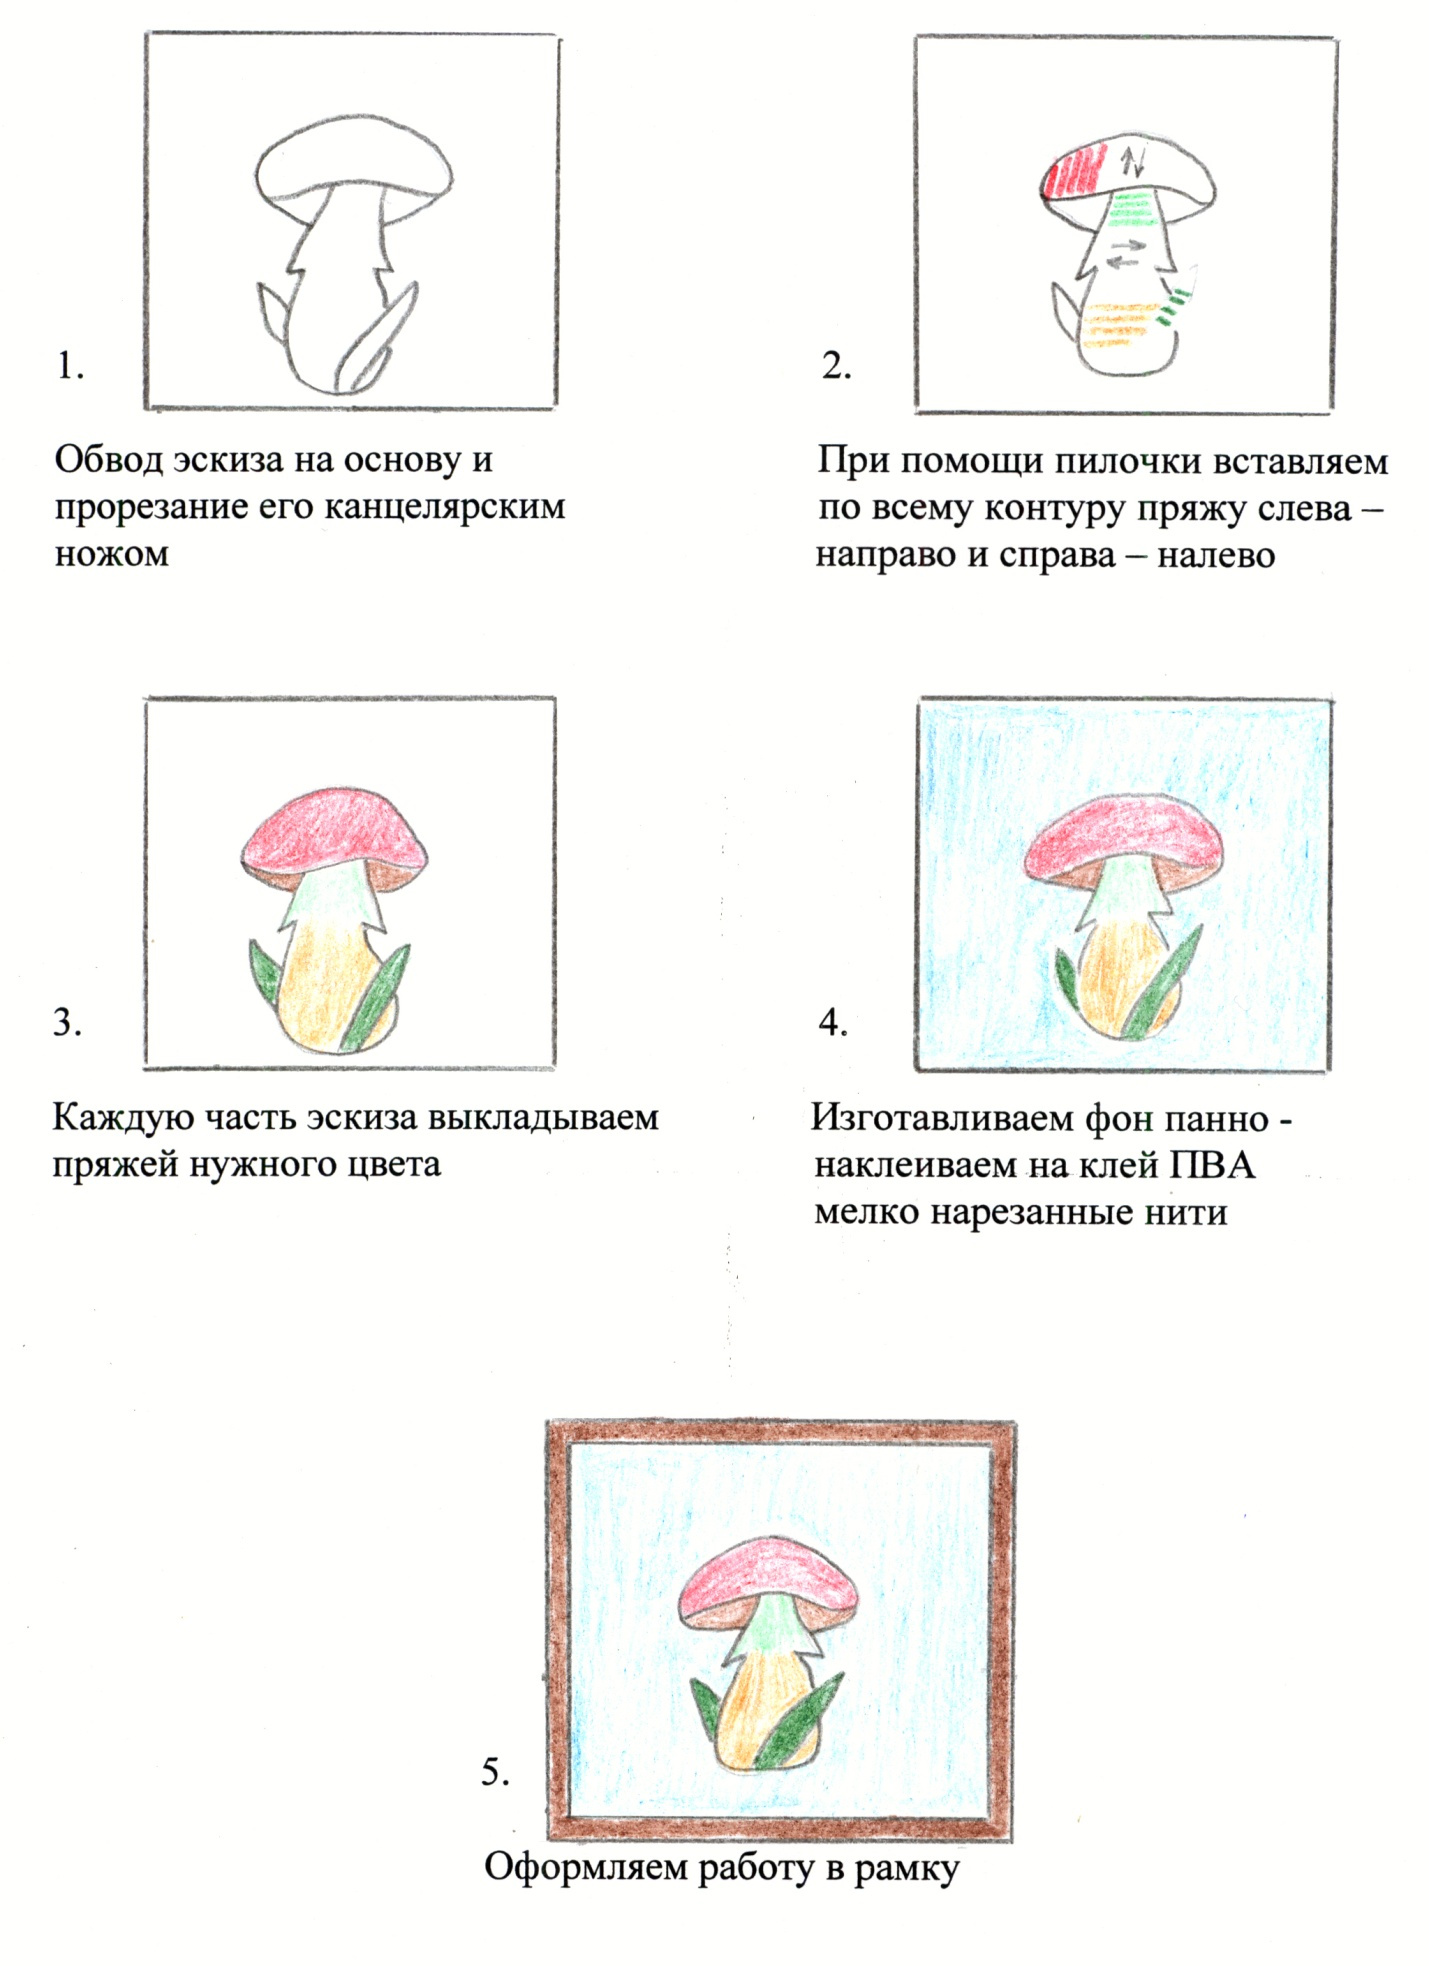 1.
Обвод эскиза на основу и
прорезание его канцелярским
ножом
2.
При помощи пилочки вставляем
по всему контуру пряжу слева –
направо и справа – налево
3.
Каждую часть эскиза выкладываем
пряжей нужного цвета
4.
Изготавливаем фон панно -
наклеиваем на клей ПВА
мелко нарезанные нити
5.
Оформляем работу в рамку